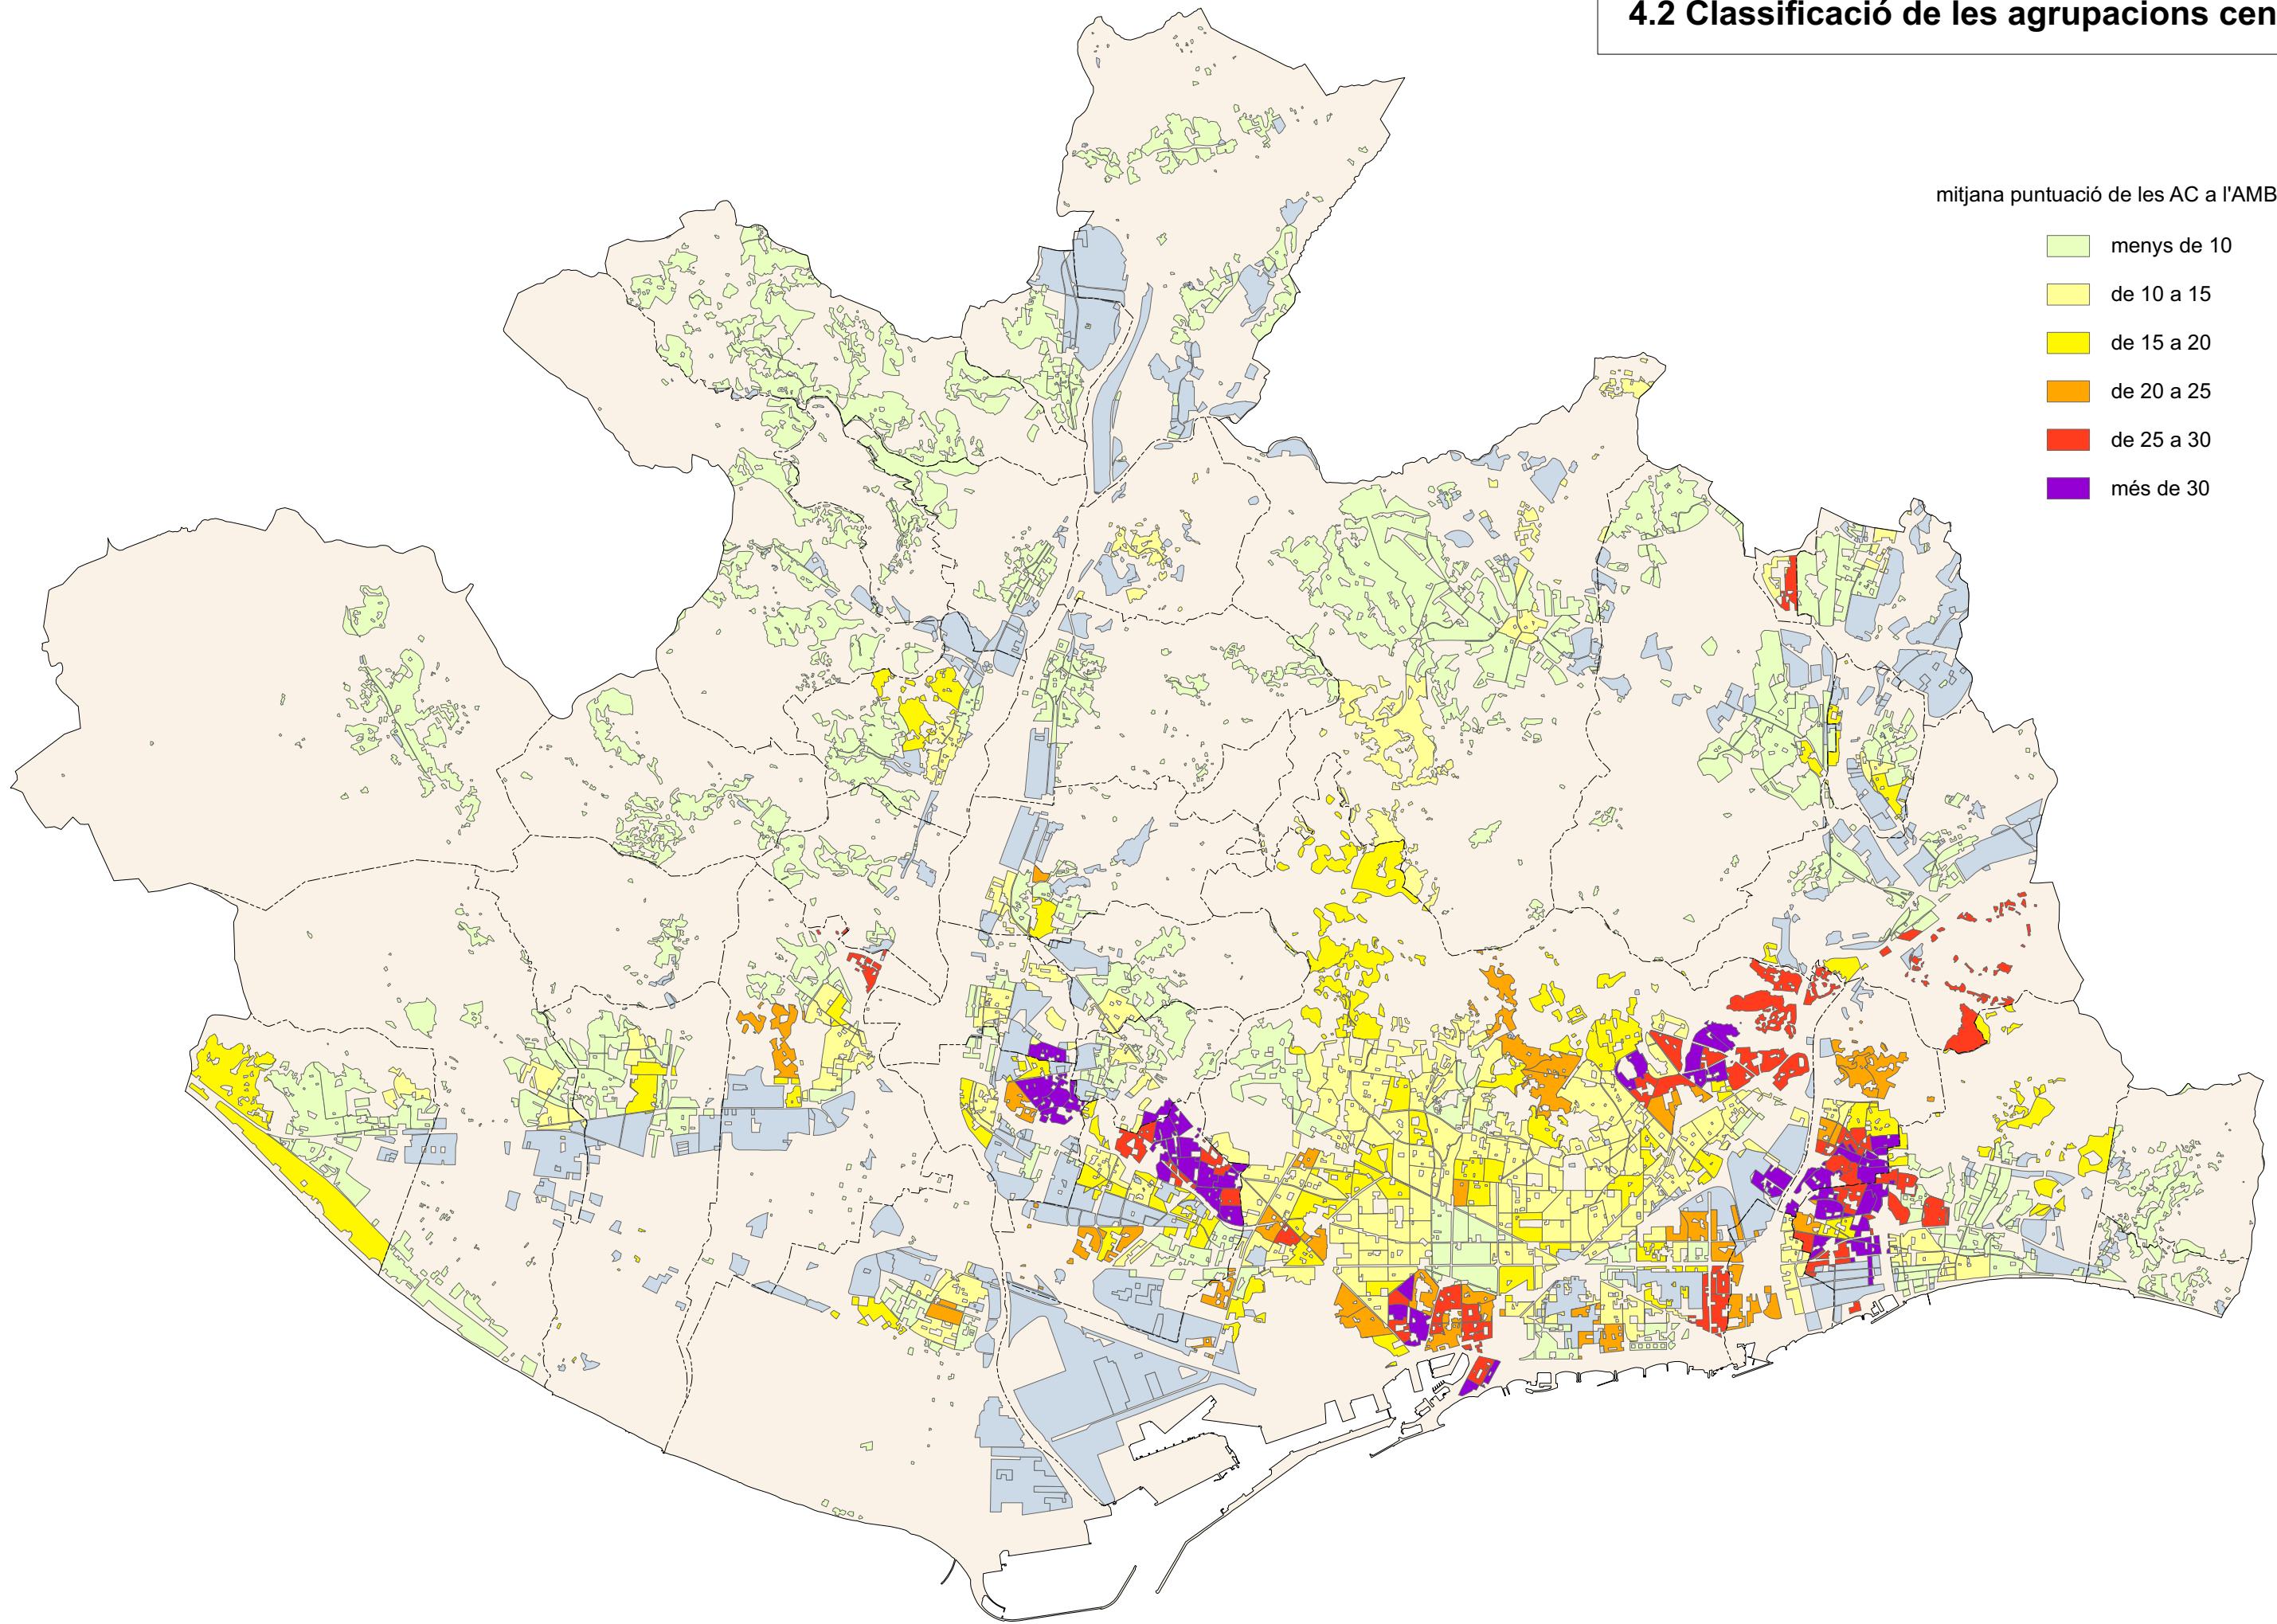 4.2 Classificació de les agrupacions cen
mitjana puntuació de les AC a l'AMB
menys de 10
de 10 a 15
de 15 a 20
de 20 a 25
de 25 a 30
més de 30